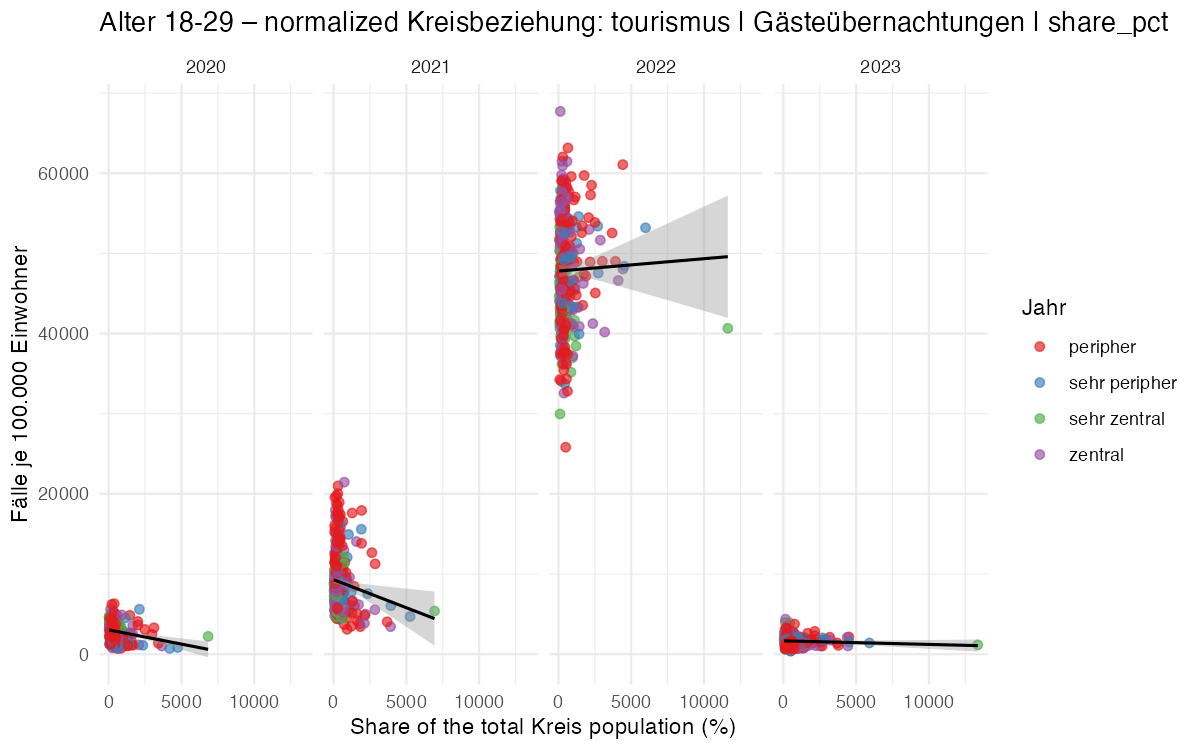 Alter 18-29 – normalized Kreisbeziehung: tourismus | Gästeübernachtungen | share_pct
2020 2021 2022 2023
60000
40000
20000
0
Fälle je 100.000 Einwohner
0 5000 10000 0 5000 10000 0 5000 10000 0 5000 10000
Share of the total Kreis population (%)
Jahr
peripher
sehr peripher
sehr zentral
zentral